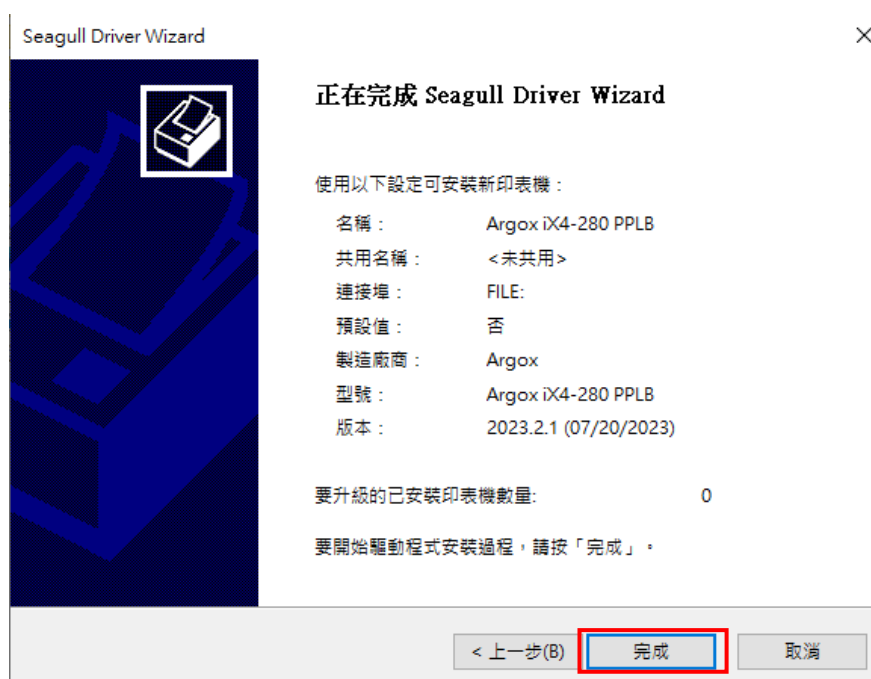 Seagull Driver Wizard
正在完成 Seagull Driver Wizard
使用以下設定可安裝新印表機：
名稱： Argox iX4-280 PPLB
共用名稱： <未共用>
連接埠： FILE:
預設值： 否
製造廠商： Argox
型號： Argox iX4-280 PPLB
版本： 2023.2.1 (07/20/2023)
要升級的已安裝印表機數量: 0
要開始驅動程式安裝過程，請按「完成」。
< 上一步(B) 完成 取消